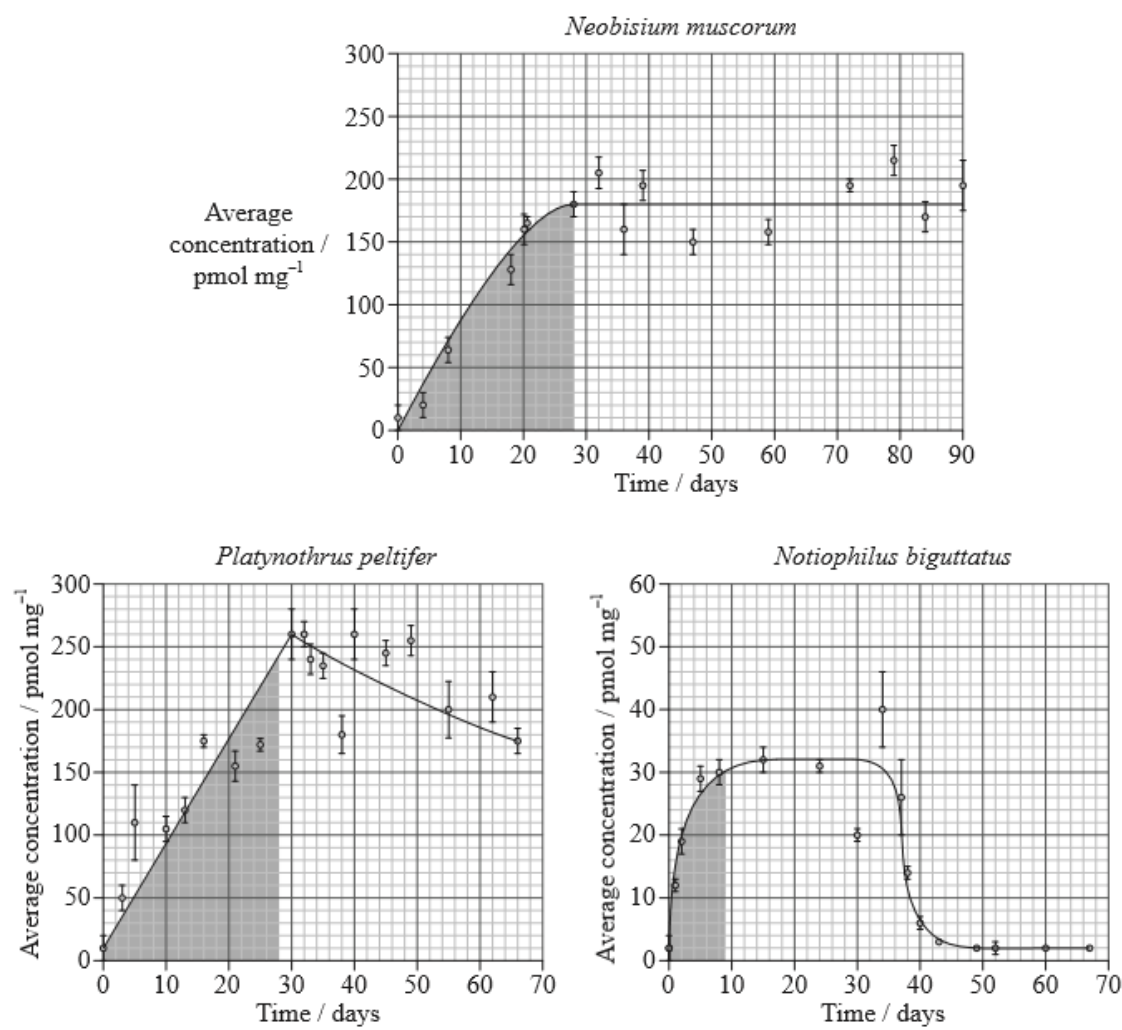 Neobisium muscorum
300
250
200
150
100
50
0
Average
concentration /
pmol mg⁻¹
0 10 20 30 40 50 60 70 80 90
Time / days
Platynothrus peltifer
300
250
200
150
100
50
0
Average concentration / pmol mg⁻¹
0 10 20 30 40 50 60 70
Time / days
Notiophilus biguttatus
60
50
40
30
20
10
0
Average concentration / pmol mg⁻¹
0 10 20 30 40 50 60 70
Time / days